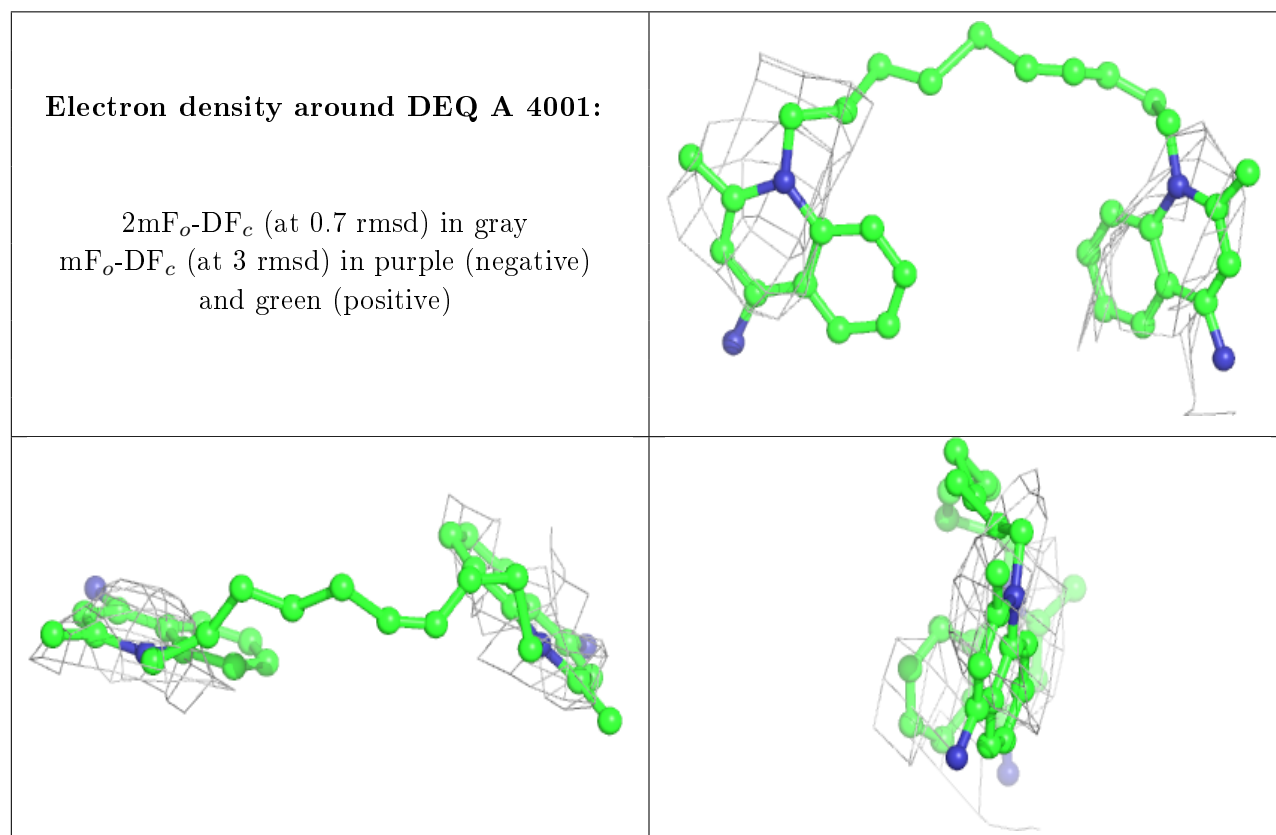 Electron density around DEQ A 4001:
2mFₒ-DF𝒸 (at 0.7 rmsd) in gray
mFₒ-DF𝒸 (at 3 rmsd) in purple (negative)
and green (positive)